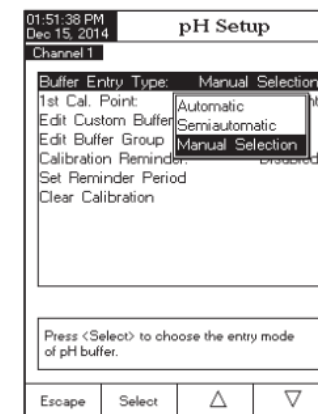 01:51:38 PM
Dec 15, 2014
pH Setup
Channel 1
Buffer Entry Type: Manual Selection
1st Cal. Point:
Automatic
Edit Custom Buffer
Semiautomatic
Edit Buffer Group
Manual Selection
Calibration Reminder: Disabled
Set Reminder Period
Clear Calibration
Press <Select> to choose the entry mode
of pH buffer.
Escape Select △ ▽